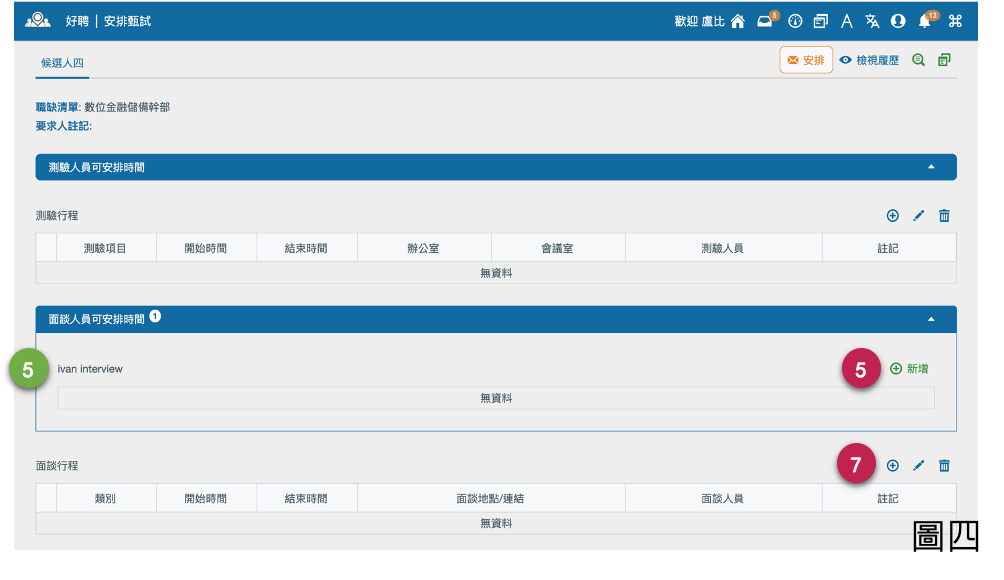 好聘 | 安排甄試
歡迎 盧比 5 13
候選人四 安排 檢視履歷
職缺清單: 數位金融儲備幹部
要求人註記:
測驗人員可安排時間
測驗行程
測驗項目 開始時間 結束時間 辦公室 會議室 測驗人員 註記
無資料
面談人員可安排時間 1
5 ivan interview 5 新增
無資料
面談行程 7
類別 開始時間 結束時間 面談地點/連結 面談人員 註記
無資料
圖四